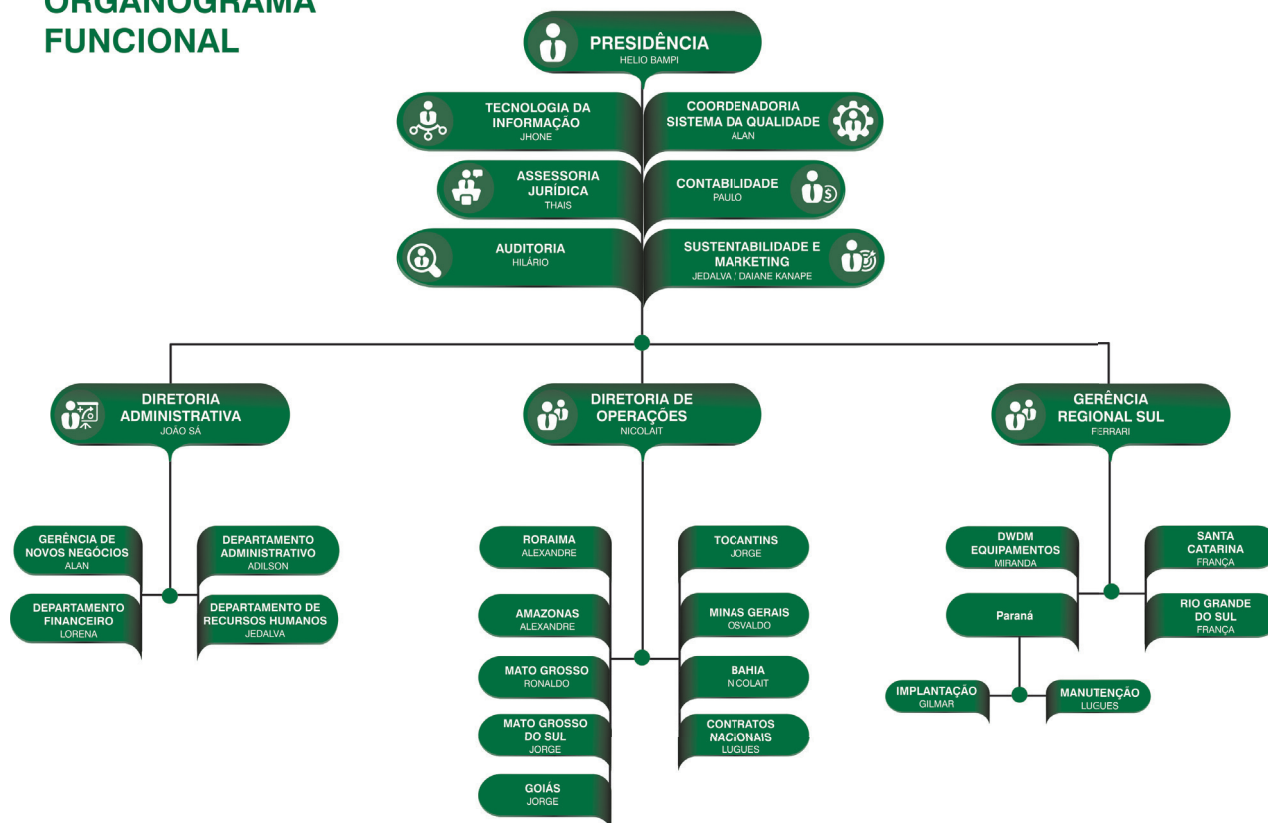 ORGANOGRAMA
FUNCIONAL
PRESIDÊNCIA
HELIO BAMPI
TECNOLOGIA DA
INFORMAÇÃO
JHONE
COORDENADORIA
SISTEMA DA QUALIDADE
ALAN
ASSESSORIA
JURÍDICA
THAIS
CONTABILIDADE
PAULO
AUDITORIA
HILÁRIO
SUSTENTABILIDADE E
MARKETING
JEDALVA / DAIANE KANAPE
DIRETORIA
ADMINISTRATIVA
JOÃO SÁ
DIRETORIA DE
OPERAÇÕES
NICOLAIT
GERÊNCIA
REGIONAL SUL
FERRARI
GERÊNCIA DE
NOVOS NEGÓCIOS
ALAN
DEPARTAMENTO
ADMINISTRATIVO
ADILSON
DEPARTAMENTO
FINANCEIRO
LORENA
DEPARTAMENTO DE
RECURSOS HUMANOS
JEDALVA
RORAIMA
ALEXANDRE
TOCANTINS
JORGE
AMAZONAS
ALEXANDRE
MINAS GERAIS
OSVALDO
MATO GROSSO
RONALDO
BAHIA
NICOLAIT
MATO GROSSO
DO SUL
JORGE
CONTRATOS
NACIONAIS
LUGUES
GOIÁS
JORGE
DWDM
EQUIPAMENTOS
MIRANDA
SANTA
CATARINA
FRANÇA
Paraná
RIO GRANDE
DO SUL
FRANÇA
IMPLANTAÇÃO
GILMAR
MANUTENÇÃO
LUGUES